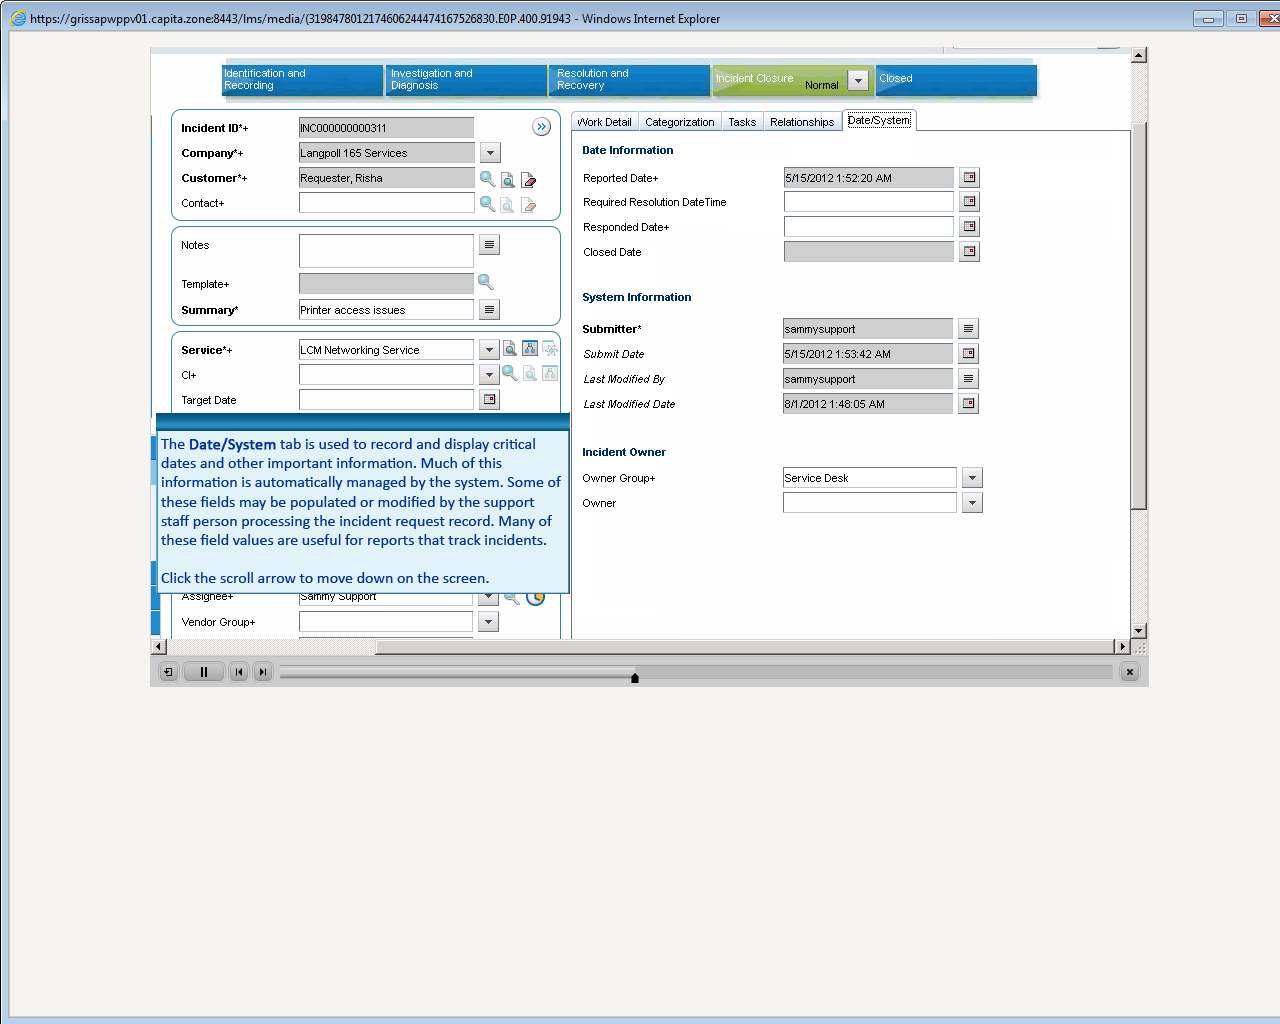 https://grissapwppv01.capita.zone:8443/lms/media/(3198478012174606244474167526830.E0P.400.91943 - Windows Internet Explorer
Identification and
Recording
Investigation and
Diagnosis
Resolution and
Recovery
Incident Closure
Normal
Closed
Incident ID*+
INC000000000311
Company*+
Langpoll 165 Services
Customer*+
Requester, Risha
Contact+
Notes
Template+
Summary*
Printer access issues
Service*+
LCM Networking Service
CI+
Target Date
The Date/System tab is used to record and display critical
dates and other important information. Much of this
information is automatically managed by the system. Some of
these fields may be populated or modified by the support
staff person processing the incident request record. Many of
these field values are useful for reports that track incidents.
Click the scroll arrow to move down on the screen.
Assignee+
Sammy Support
Vendor Group+
Work Detail
Categorization
Tasks
Relationships
Date/System
Date Information
Reported Date+
5/15/2012 1:52:20 AM
Required Resolution DateTime
Responded Date+
Closed Date
System Information
Submitter*
sammysupport
Submit Date
5/15/2012 1:53:42 AM
Last Modified By
sammysupport
Last Modified Date
8/1/2012 1:48:05 AM
Incident Owner
Owner Group+
Service Desk
Owner